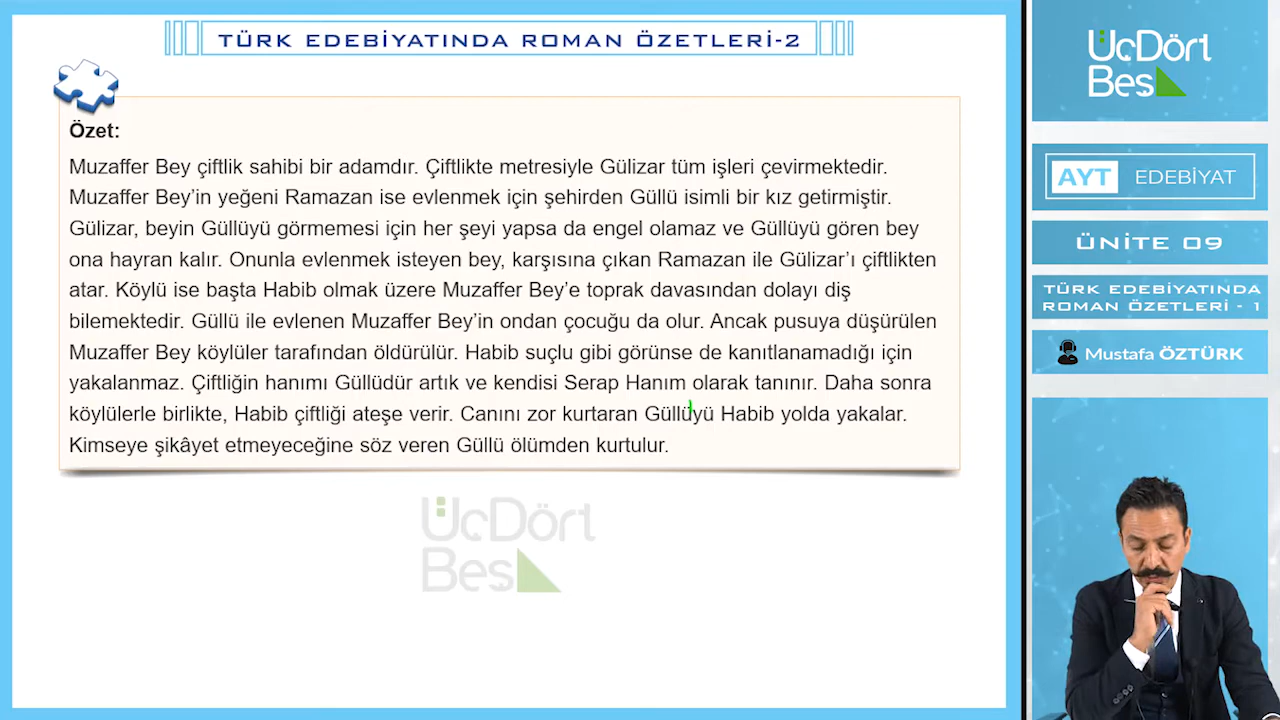 TÜRK EDEBİYATINDA ROMAN ÖZETLERİ-2
Özet:
Muzaffer Bey çiftlik sahibi bir adamdır. Çiftlikte metresiyle Gülizar tüm işleri çevirmektedir.
Muzaffer Bey’in yeğeni Ramazan ise evlenmek için şehirden Güllü isimli bir kız getirmiştir.
Gülizar, beyin Güllüyü görmemesi için her şeyi yapsa da engel olamaz ve Güllüyü gören bey
ona hayran kalır. Onunla evlenmek isteyen bey, karşısına çıkan Ramazan ile Gülizar’ı çiftlikten
atar. Köylü ise başta Habib olmak üzere Muzaffer Bey’e toprak davasından dolayı diş
bilemektedir. Güllü ile evlenen Muzaffer Bey’in ondan çocuğu da olur. Ancak pusuya düşürülen
Muzaffer Bey köylüler tarafından öldürülür. Habib suçlu gibi görünse de kanıtlanamadığı için
yakalanmaz. Çiftliğin hanımı Güllüdür artık ve kendisi Serap Hanım olarak tanınır. Daha sonra
köylülerle birlikte, Habib çiftliği ateşe verir. Canını zor kurtaran Güllüyü Habib yolda yakalar.
Kimseye şikâyet etmeyeceğine söz veren Güllü ölümden kurtulur.
ÜçDört
Beş
ÜçDört
Beş
AYT EDEBİYAT
ÜNİTE 09
TÜRK EDEBİYATINDA
ROMAN ÖZETLERİ - 1
Mustafa ÖZTÜRK